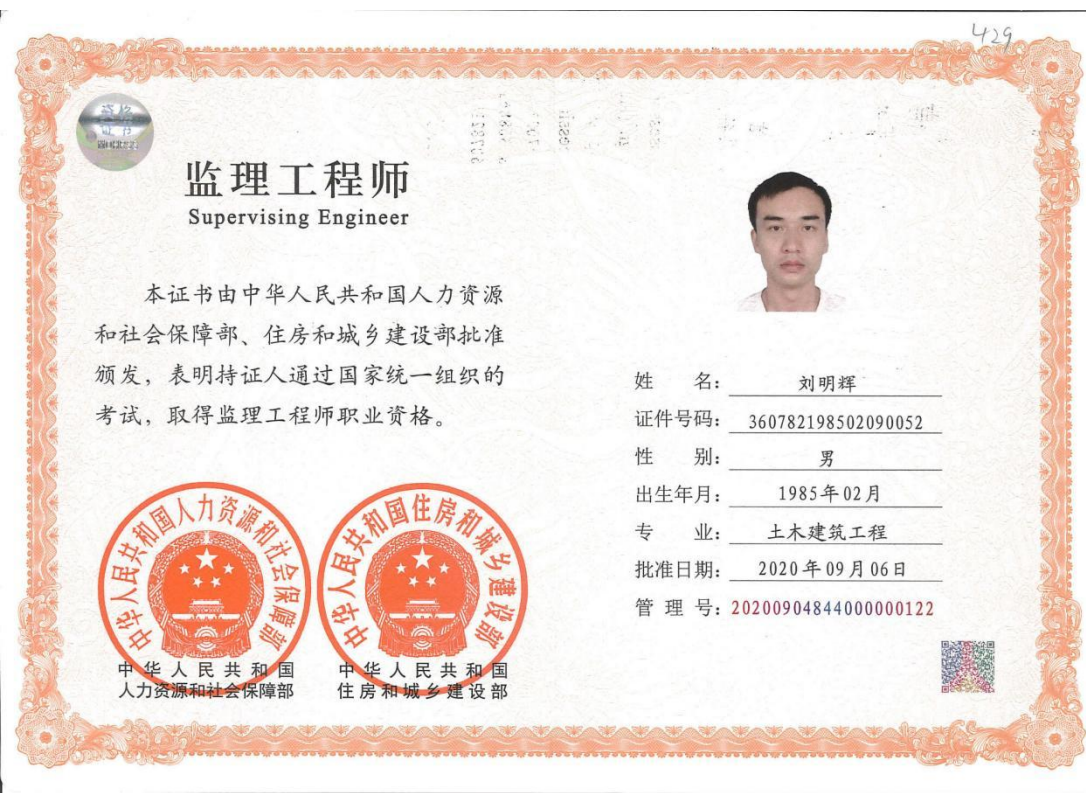 429
资格
证书
监理工程师
Supervising Engineer
本证书由中华人民共和国人力资源
和社会保障部、住房和城乡建设部批准
颁发，表明持证人通过国家统一组织的
考试，取得监理工程师职业资格。
中华人民共和国人力资源和社会保障部
中华人民共和国
人力资源和社会保障部
中华人民共和国住房和城乡建设部
中华人民共和国
住房和城乡建设部
姓 名： 刘明辉
证件号码： 360782198502090052
性 别： 男
出生年月： 1985年02月
专 业： 土木建筑工程
批准日期： 2020年09月06日
管 理 号：20200904844000000122